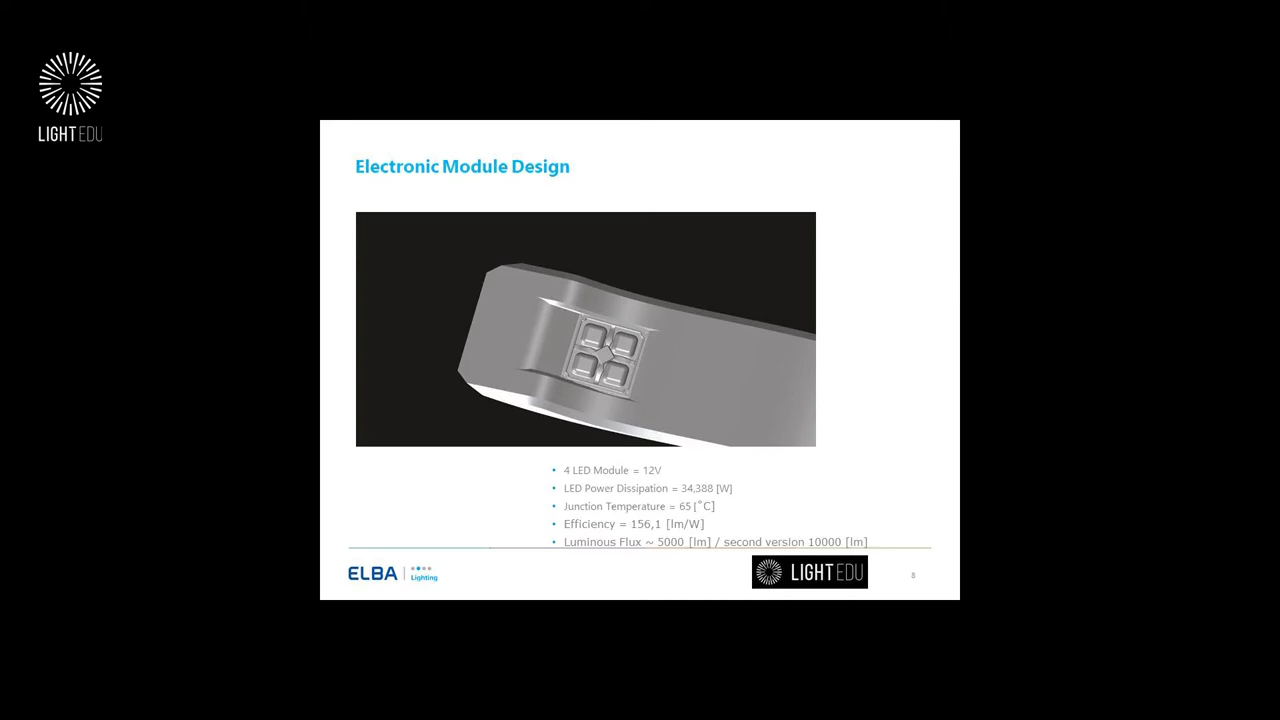 LIGHT EDU
Electronic Module Design
• 4 LED Module = 12V
• LED Power Dissipation = 34,388 [W]
• Junction Temperature = 65 [˚C]
• Efficiency = 156,1 [lm/W]
• Luminous Flux ~ 5000 [lm] / second version 10000 [lm]
ELBA | Lighting
LIGHT EDU
8